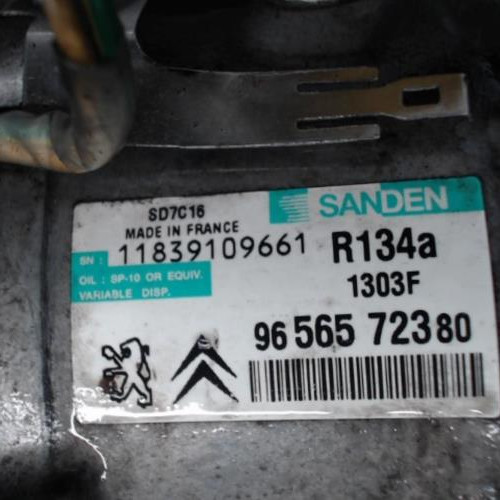 SANDEN
SD7C16
MADE IN FRANCE
SN : 11839109661
R134a
OIL : SP-10 OR EQUIV.
VARIABLE DISP.
1303F
96 565 723 80